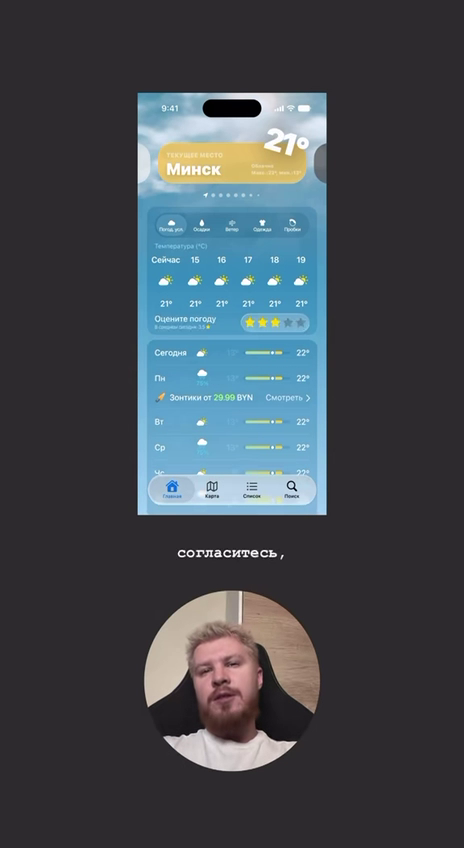 9:41
21°
ТЕКУЩЕЕ МЕСТО
Минск
Погод. усл.
Осадки
Ветер
Одежда
Пробки
Температура (°C)
Сейчас 15 16 17 18 19
21° 21° 21° 21° 21° 21°
Оцените погоду
Сегодня 22°
Пн 22°
Зонтики от 29.99 BYN Смотреть
Вт 22°
Ср 22°
Чт 22°
Главная
Карта
Список
Поиск
согласитесь,